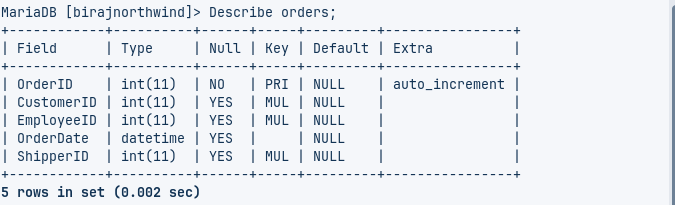 MariaDB [birajnorthwind]> Describe orders;
+------------+----------+------+-----+---------+----------------+
| Field      | Type     | Null | Key | Default | Extra          |
+------------+----------+------+-----+---------+----------------+
| OrderID    | int(11)  | NO   | PRI | NULL    | auto_increment |
| CustomerID | int(11)  | YES  | MUL | NULL    |                |
| EmployeeID | int(11)  | YES  | MUL | NULL    |                |
| OrderDate  | datetime | YES  |     | NULL    |                |
| ShipperID  | int(11)  | YES  | MUL | NULL    |                |
+------------+----------+------+-----+---------+----------------+
5 rows in set (0.002 sec)